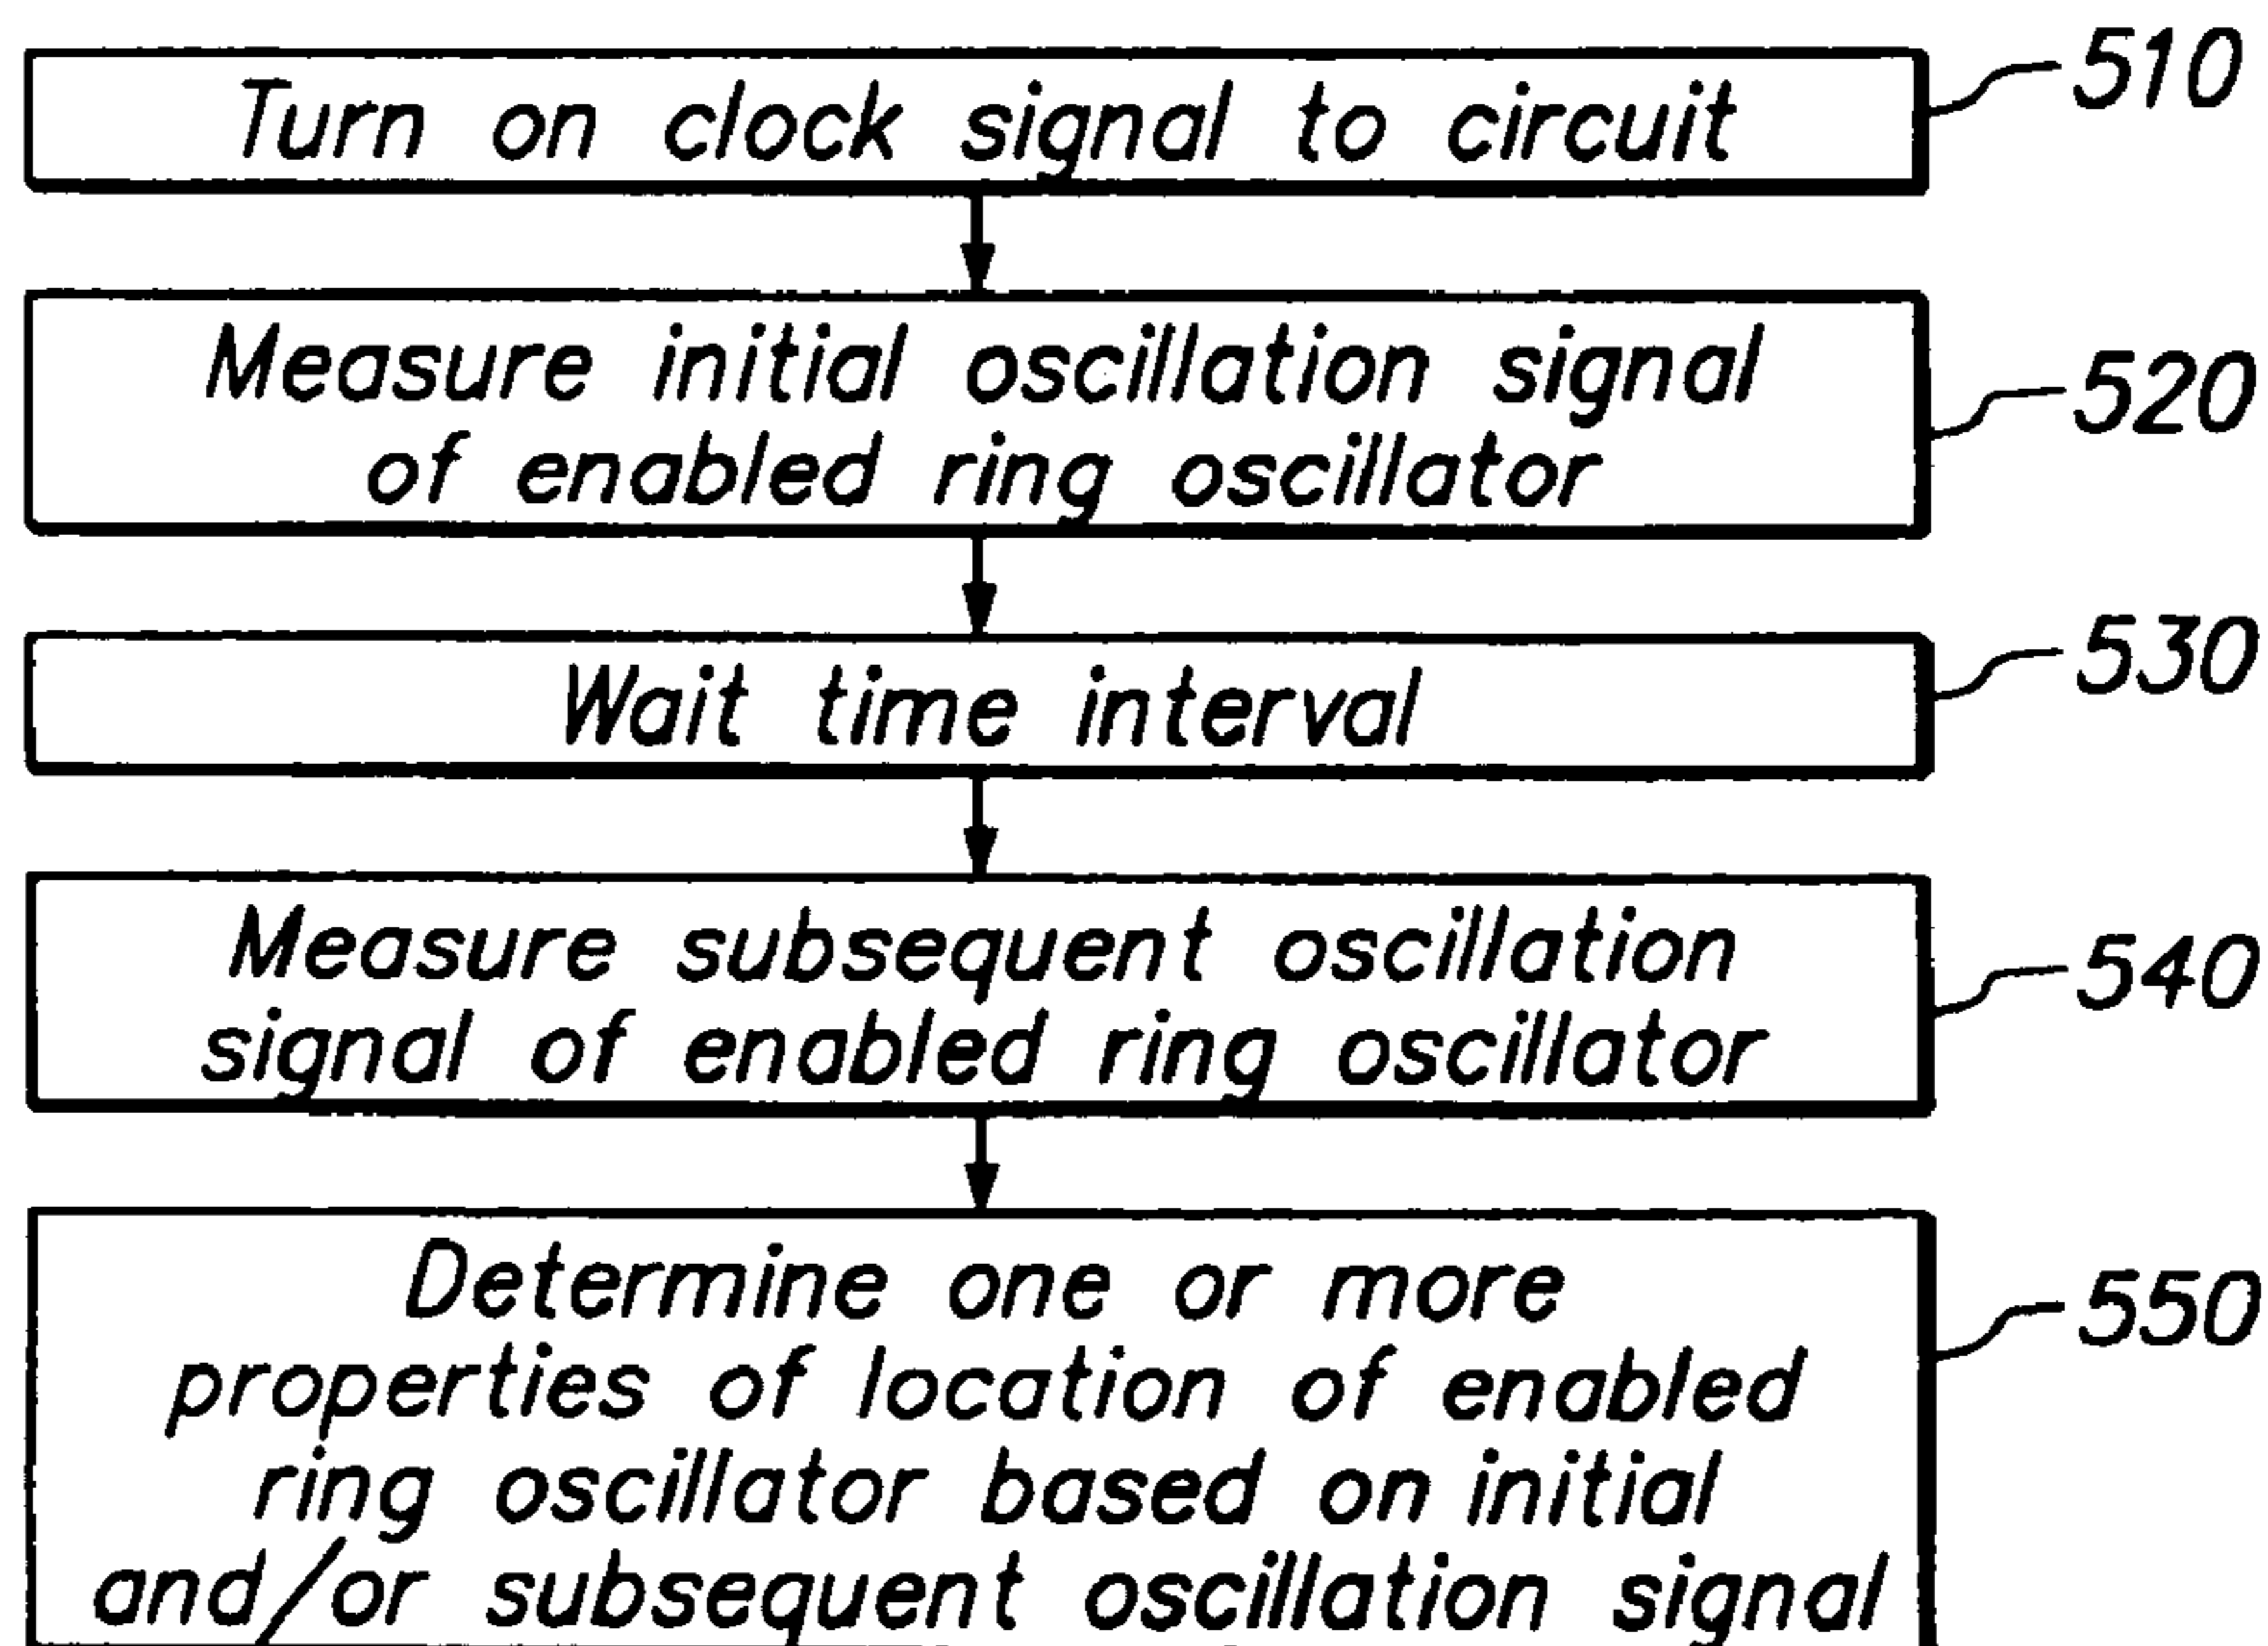 Turn on clock signal to circuit
510
Measure initial oscillation signal
of enabled ring oscillator
520
Wait time interval
530
Measure subsequent oscillation
signal of enabled ring oscillator
540
Determine one or more
properties of location of enabled
ring oscillator based on initial
and/or subsequent oscillation signal
550